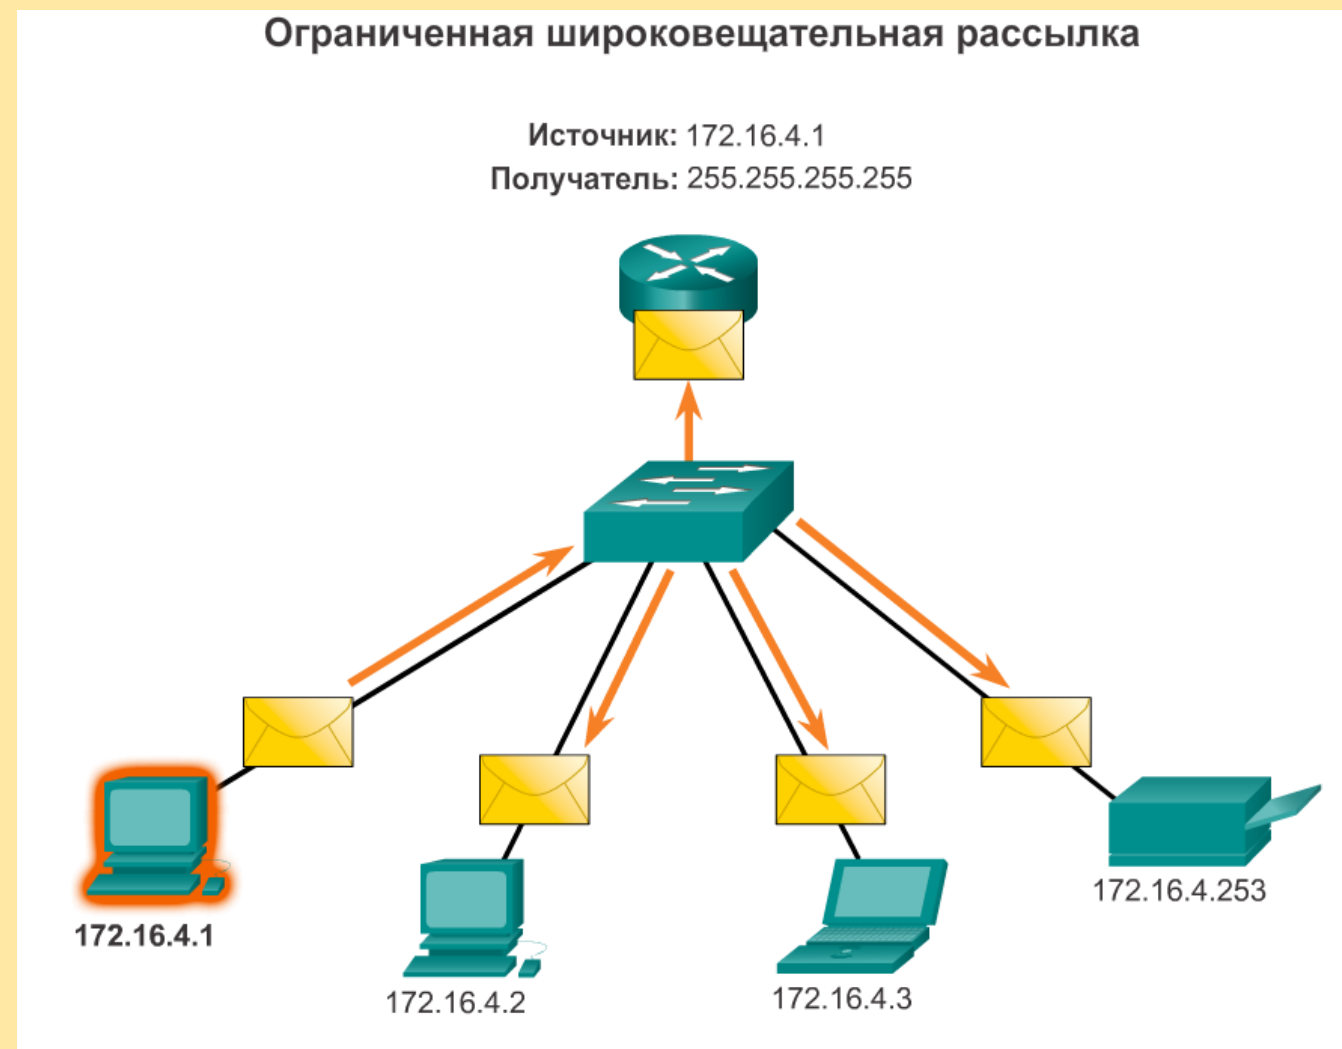 Ограниченная широковещательная рассылка
Источник: 172.16.4.1
Получатель: 255.255.255.255
172.16.4.253
172.16.4.1
172.16.4.2
172.16.4.3